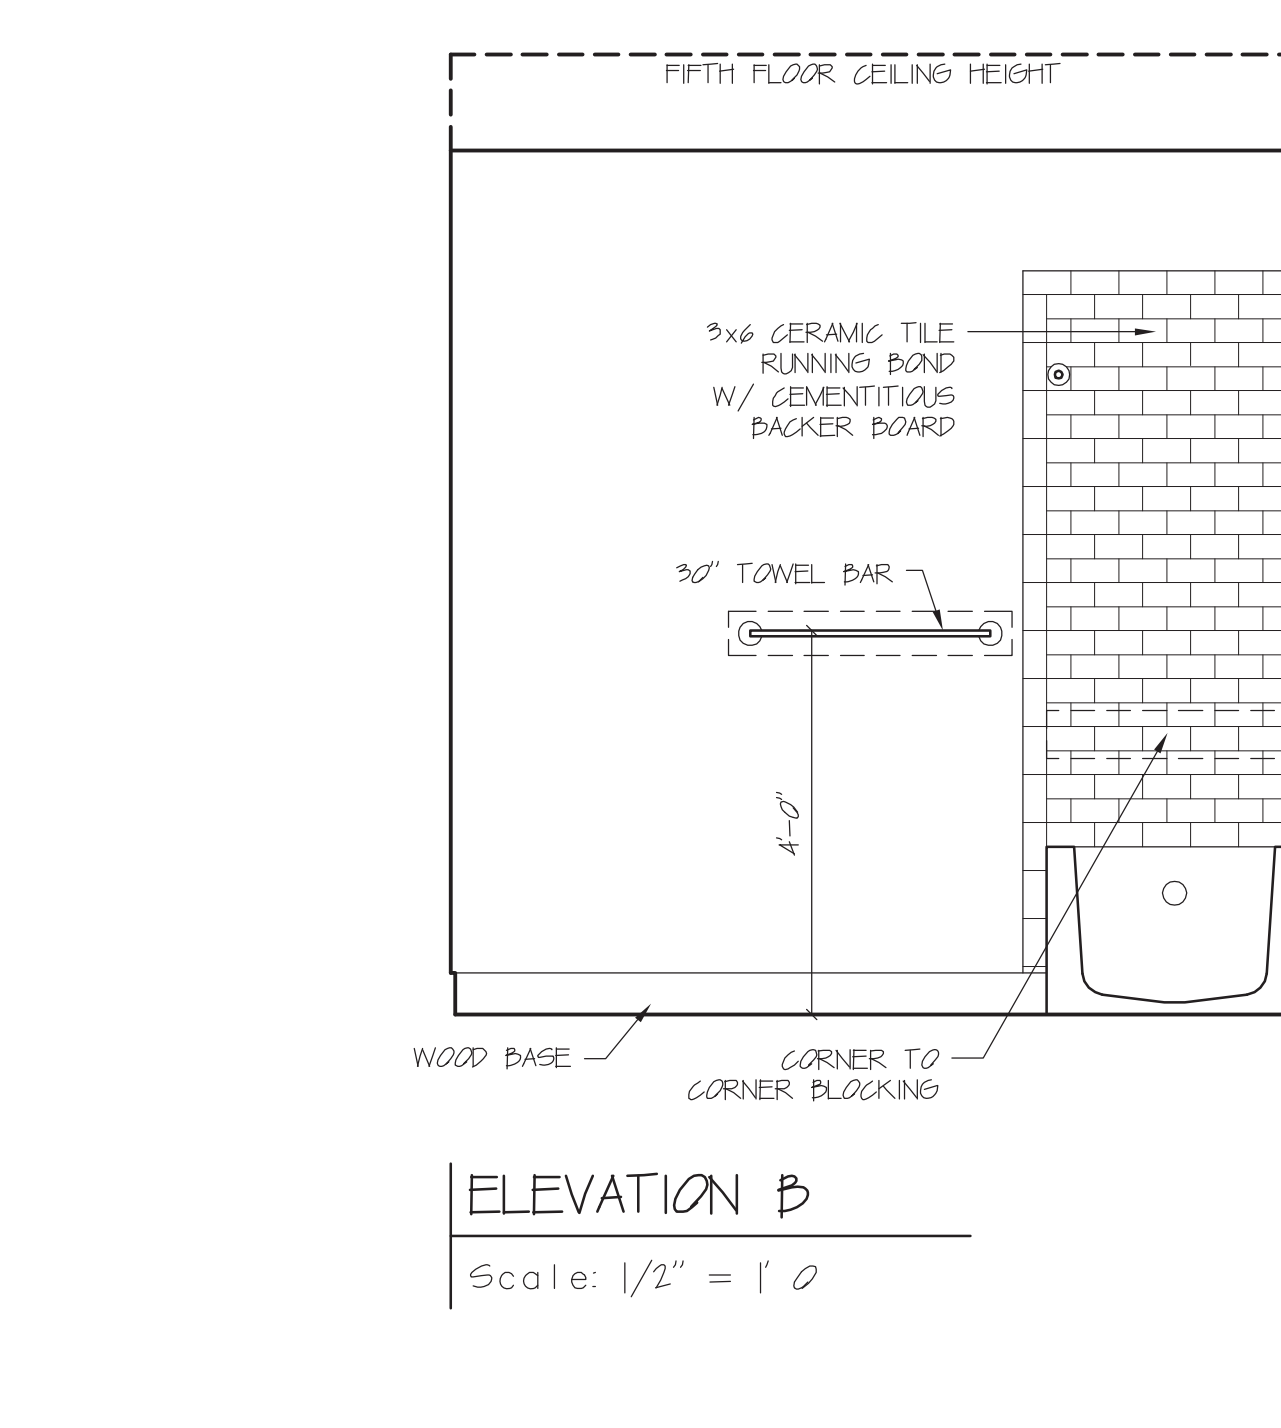 FIFTH FLOOR CEILING HEIGHT
3x6 CERAMIC TILE
RUNNING BOND
W/ CEMENTITIOUS
BACKER BOARD
30" TOWEL BAR
4'-0"
WOOD BASE
CORNER TO
CORNER BLOCKING
ELEVATION B
Scale: 1/2" = 1' 0